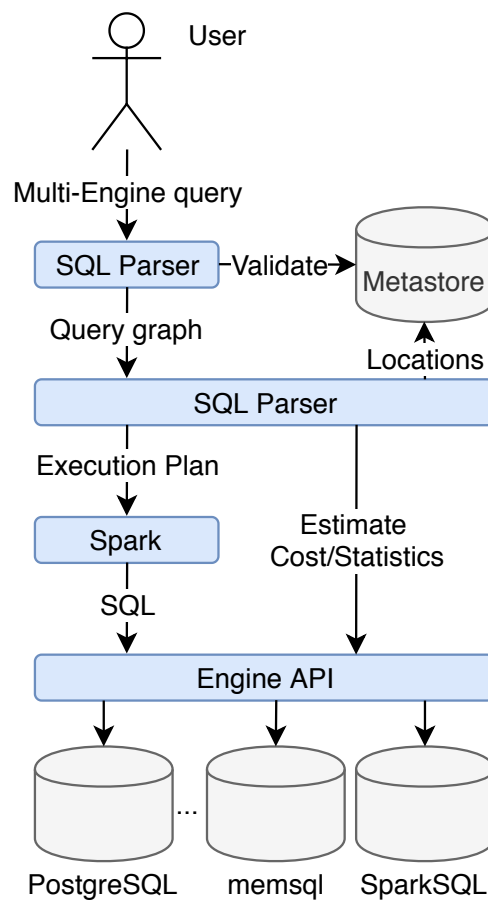 User
Multi-Engine query
SQL Parser
Validate
Metastore
Query graph
Locations
SQL Parser
Execution Plan
Spark
Estimate
Cost/Statistics
SQL
Engine API
...
PostgreSQL
memsql
SparkSQL